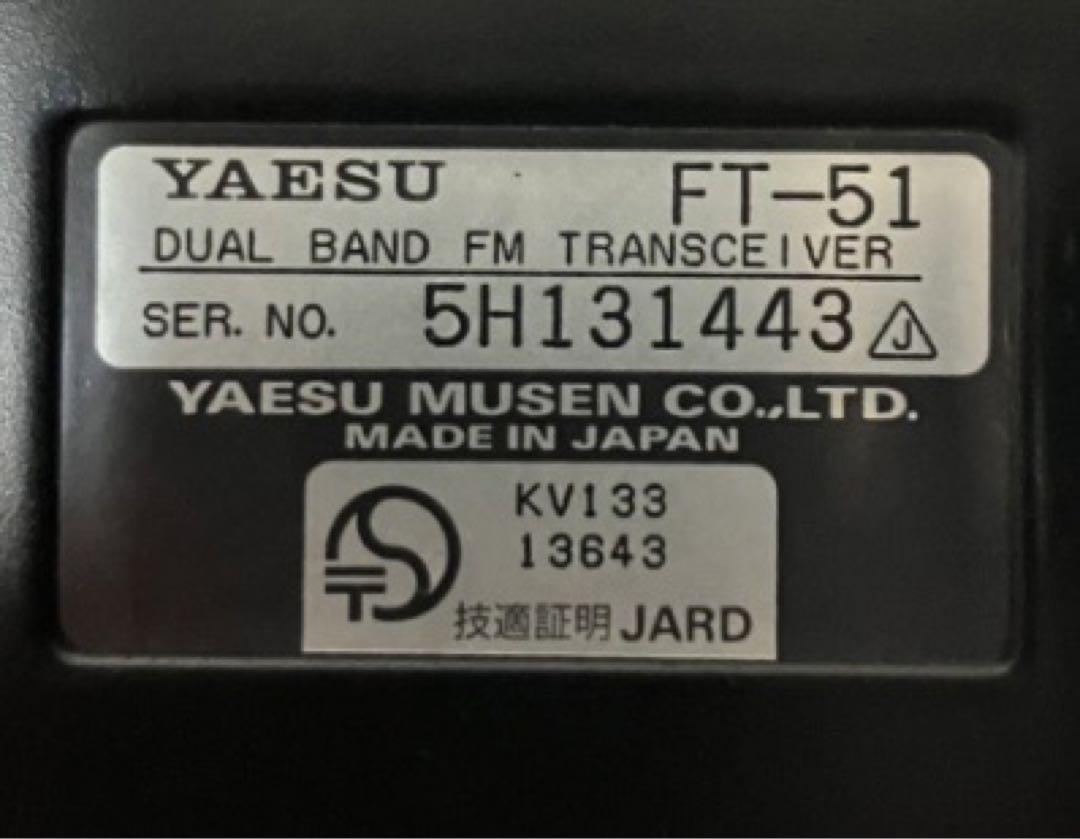 YAESU FT-51
DUAL BAND FM TRANSCEIVER
SER. NO. 5H131443 J
YAESU MUSEN CO.,LTD.
MADE IN JAPAN
KV133
13643
技適証明 JARD